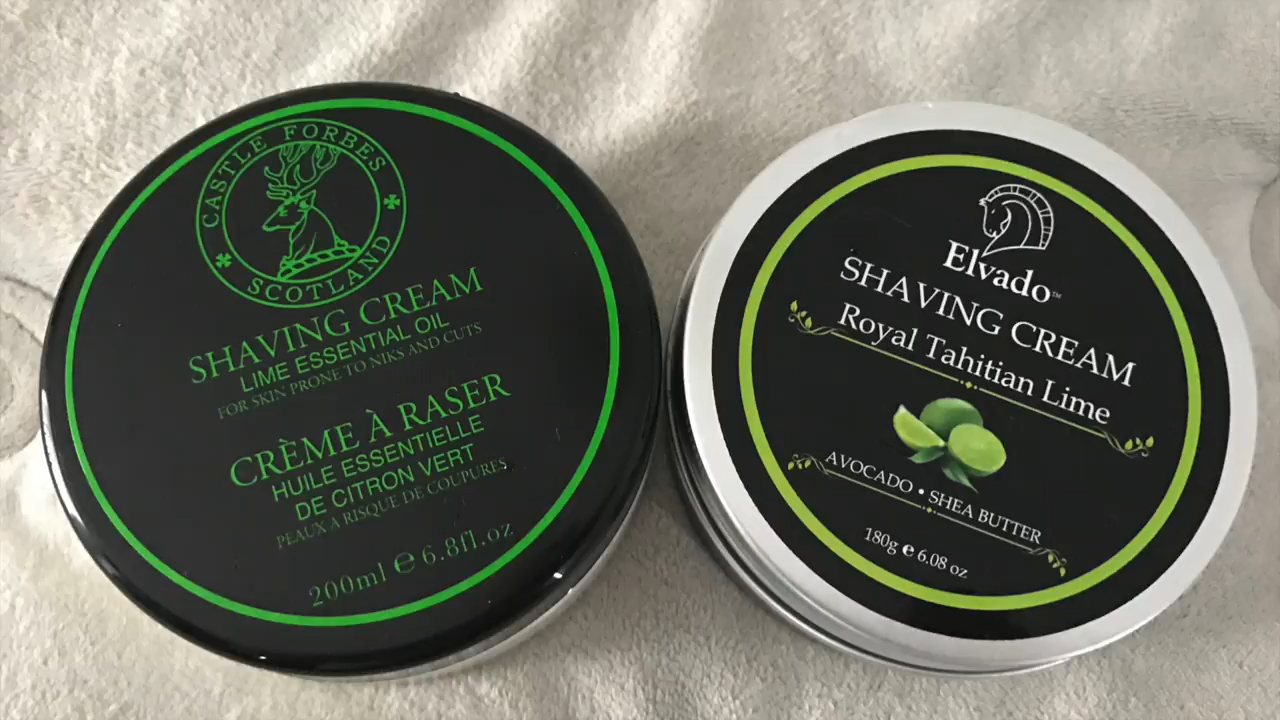 CASTLE FORBES
SCOTLAND
SHAVING CREAM
LIME ESSENTIAL OIL
FOR SKIN PRONE TO NIKS AND CUTS
CRÈME À RASER
HUILE ESSENTIELLE
DE CITRON VERT
PEAUX A RISQUE DE COUPURES
200ml e 6.8fl.oz
Elvado™
SHAVING CREAM
Royal Tahitian Lime
AVOCADO • SHEA BUTTER
180g e 6.08 oz